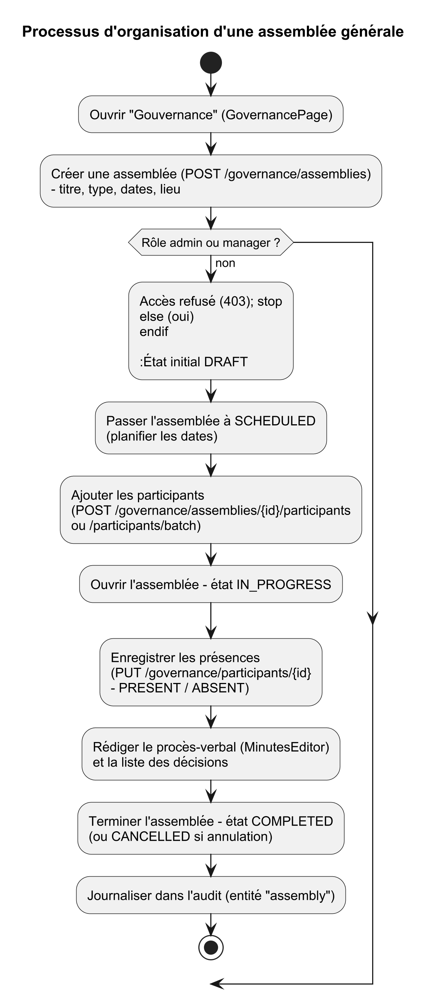 Processus d'organisation d'une assemblée générale
Ouvrir "Gouvernance" (GovernancePage)
Créer une assemblée (POST /governance/assemblies)
- titre, type, dates, lieu
Rôle admin ou manager ?
non
Accès refusé (403); stop
else (oui)
endif
:État initial DRAFT
Passer l'assemblée à SCHEDULED
(planifier les dates)
Ajouter les participants
(POST /governance/assemblies/{id}/participants
ou /participants/batch)
Ouvrir l'assemblée - état IN_PROGRESS
Enregistrer les présences
(PUT /governance/participants/{id}
- PRESENT / ABSENT)
Rédiger le procès-verbal (MinutesEditor)
et la liste des décisions
Terminer l'assemblée - état COMPLETED
(ou CANCELLED si annulation)
Journaliser dans l'audit (entité "assembly")